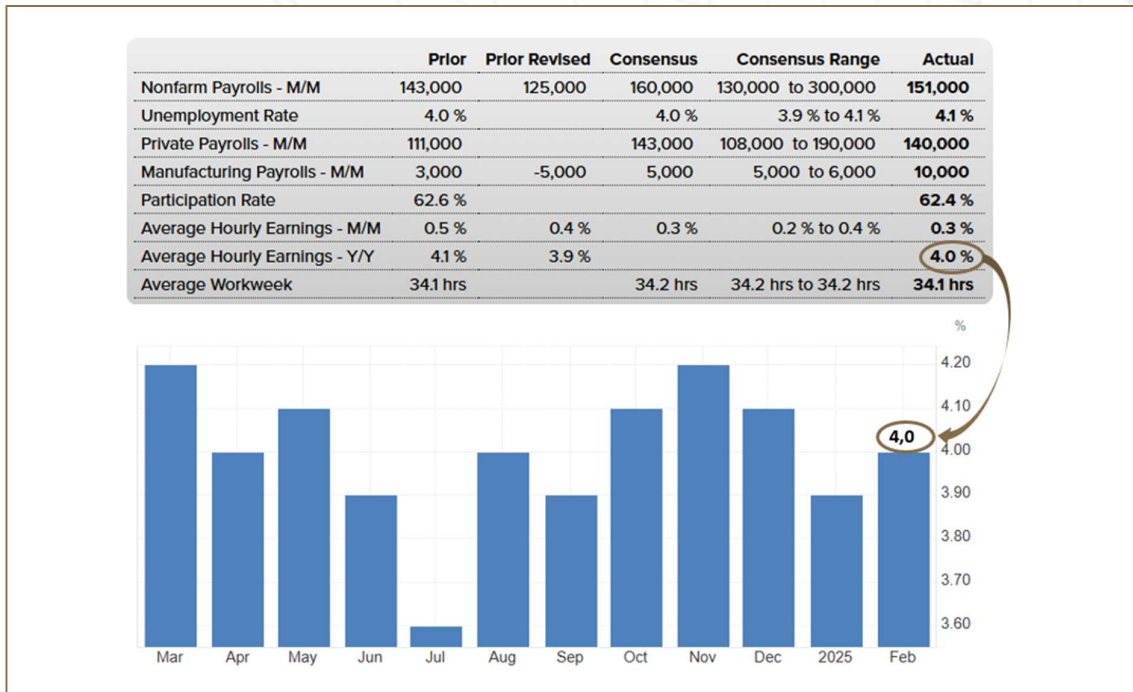 Prior Prior Revised Consensus Consensus Range Actual
Nonfarm Payrolls - M/M 143,000 125,000 160,000 130,000 to 300,000 151,000
Unemployment Rate 4.0 % 4.0 % 3.9 % to 4.1 % 4.1 %
Private Payrolls - M/M 111,000 143,000 108,000 to 190,000 140,000
Manufacturing Payrolls - M/M 3,000 -5,000 5,000 5,000 to 6,000 10,000
Participation Rate 62.6 % 62.4 %
Average Hourly Earnings - M/M 0.5 % 0.4 % 0.3 % 0.2 % to 0.4 % 0.3 %
Average Hourly Earnings - Y/Y 4.1 % 3.9 % 4.0 %
Average Workweek 34.1 hrs 34.2 hrs 34.2 hrs to 34.2 hrs 34.1 hrs
%
4.20
4.10
4,0
4.00
3.90
3.80
3.70
3.60
Mar Apr May Jun Jul Aug Sep Oct Nov Dec 2025 Feb